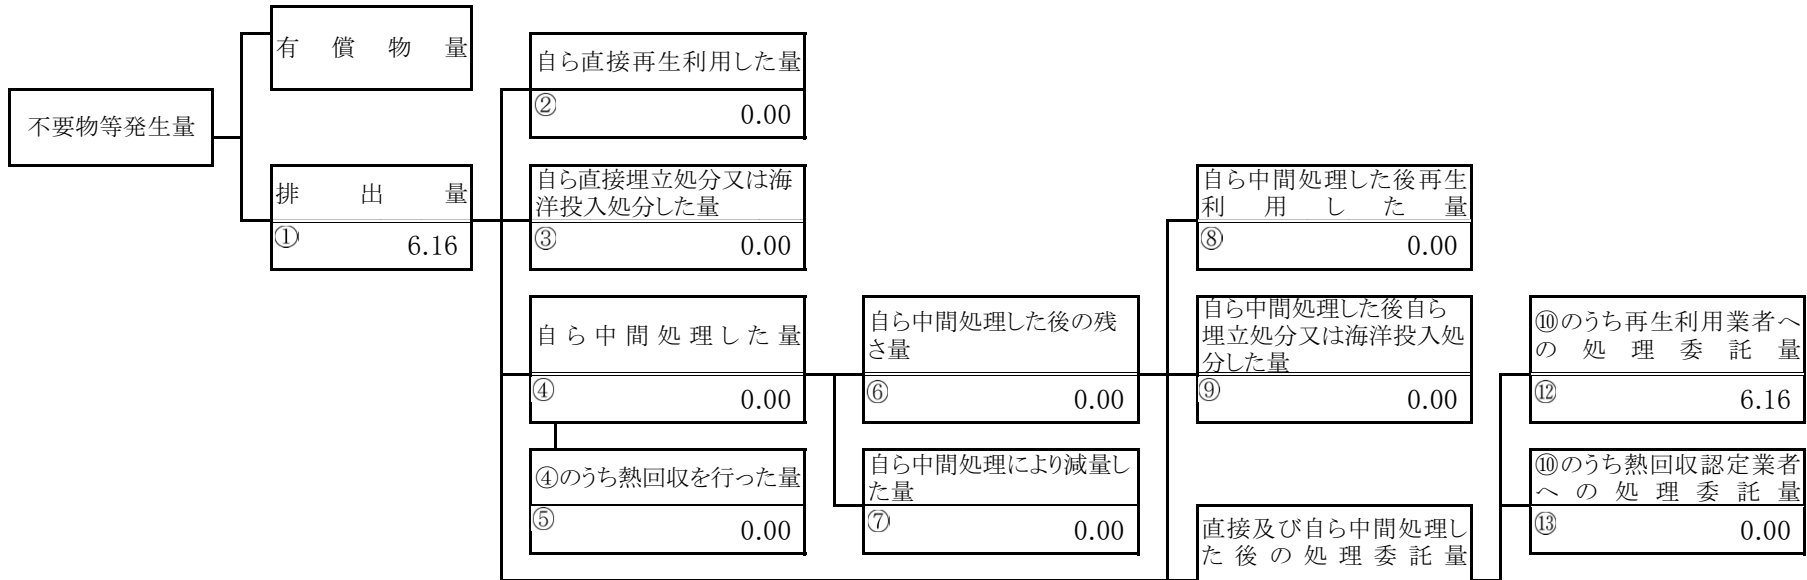 有償物量
不要物等発生量
排出量
① 6.16
自ら直接再生利用した量
② 0.00
自ら直接埋立処分又は海
洋投入処分した量
③ 0.00
自ら中間処理した量
④ 0.00
④のうち熱回収を行った量
⑤ 0.00
自ら中間処理した後の残
さ量
⑥ 0.00
自ら中間処理により減量し
た量
⑦ 0.00
自ら中間処理した後再生
利用した量
⑧ 0.00
自ら中間処理した後自ら
埋立処分又は海洋投入処
分した量
⑨ 0.00
直接及び自ら中間処理し
た後の処理委託量
⑩のうち再生利用業者へ
の処理委託量
⑫ 6.16
⑩のうち熱回収認定業者
への処理委託量
⑬ 0.00